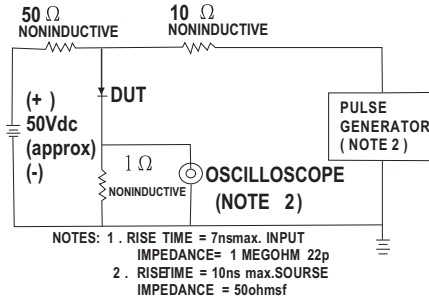 50 Ω
NONINDUCTIVE
10 Ω
NONINDUCTIVE
DUT
(+ )
50Vdc
(approx)
(-)
1 Ω
NONINDUCTIVE
OSCILLOSCOPE
(NOTE 2)
PULSE
GENERATOR
( NOTE 2 )
NOTES: 1 . RISE TIME = 7nsmax. INPUT
IMPEDANCE= 1 MEGOHM 22p
2 . RISETIME = 10ns max.SOURSE
IMPEDANCE = 50ohmsf